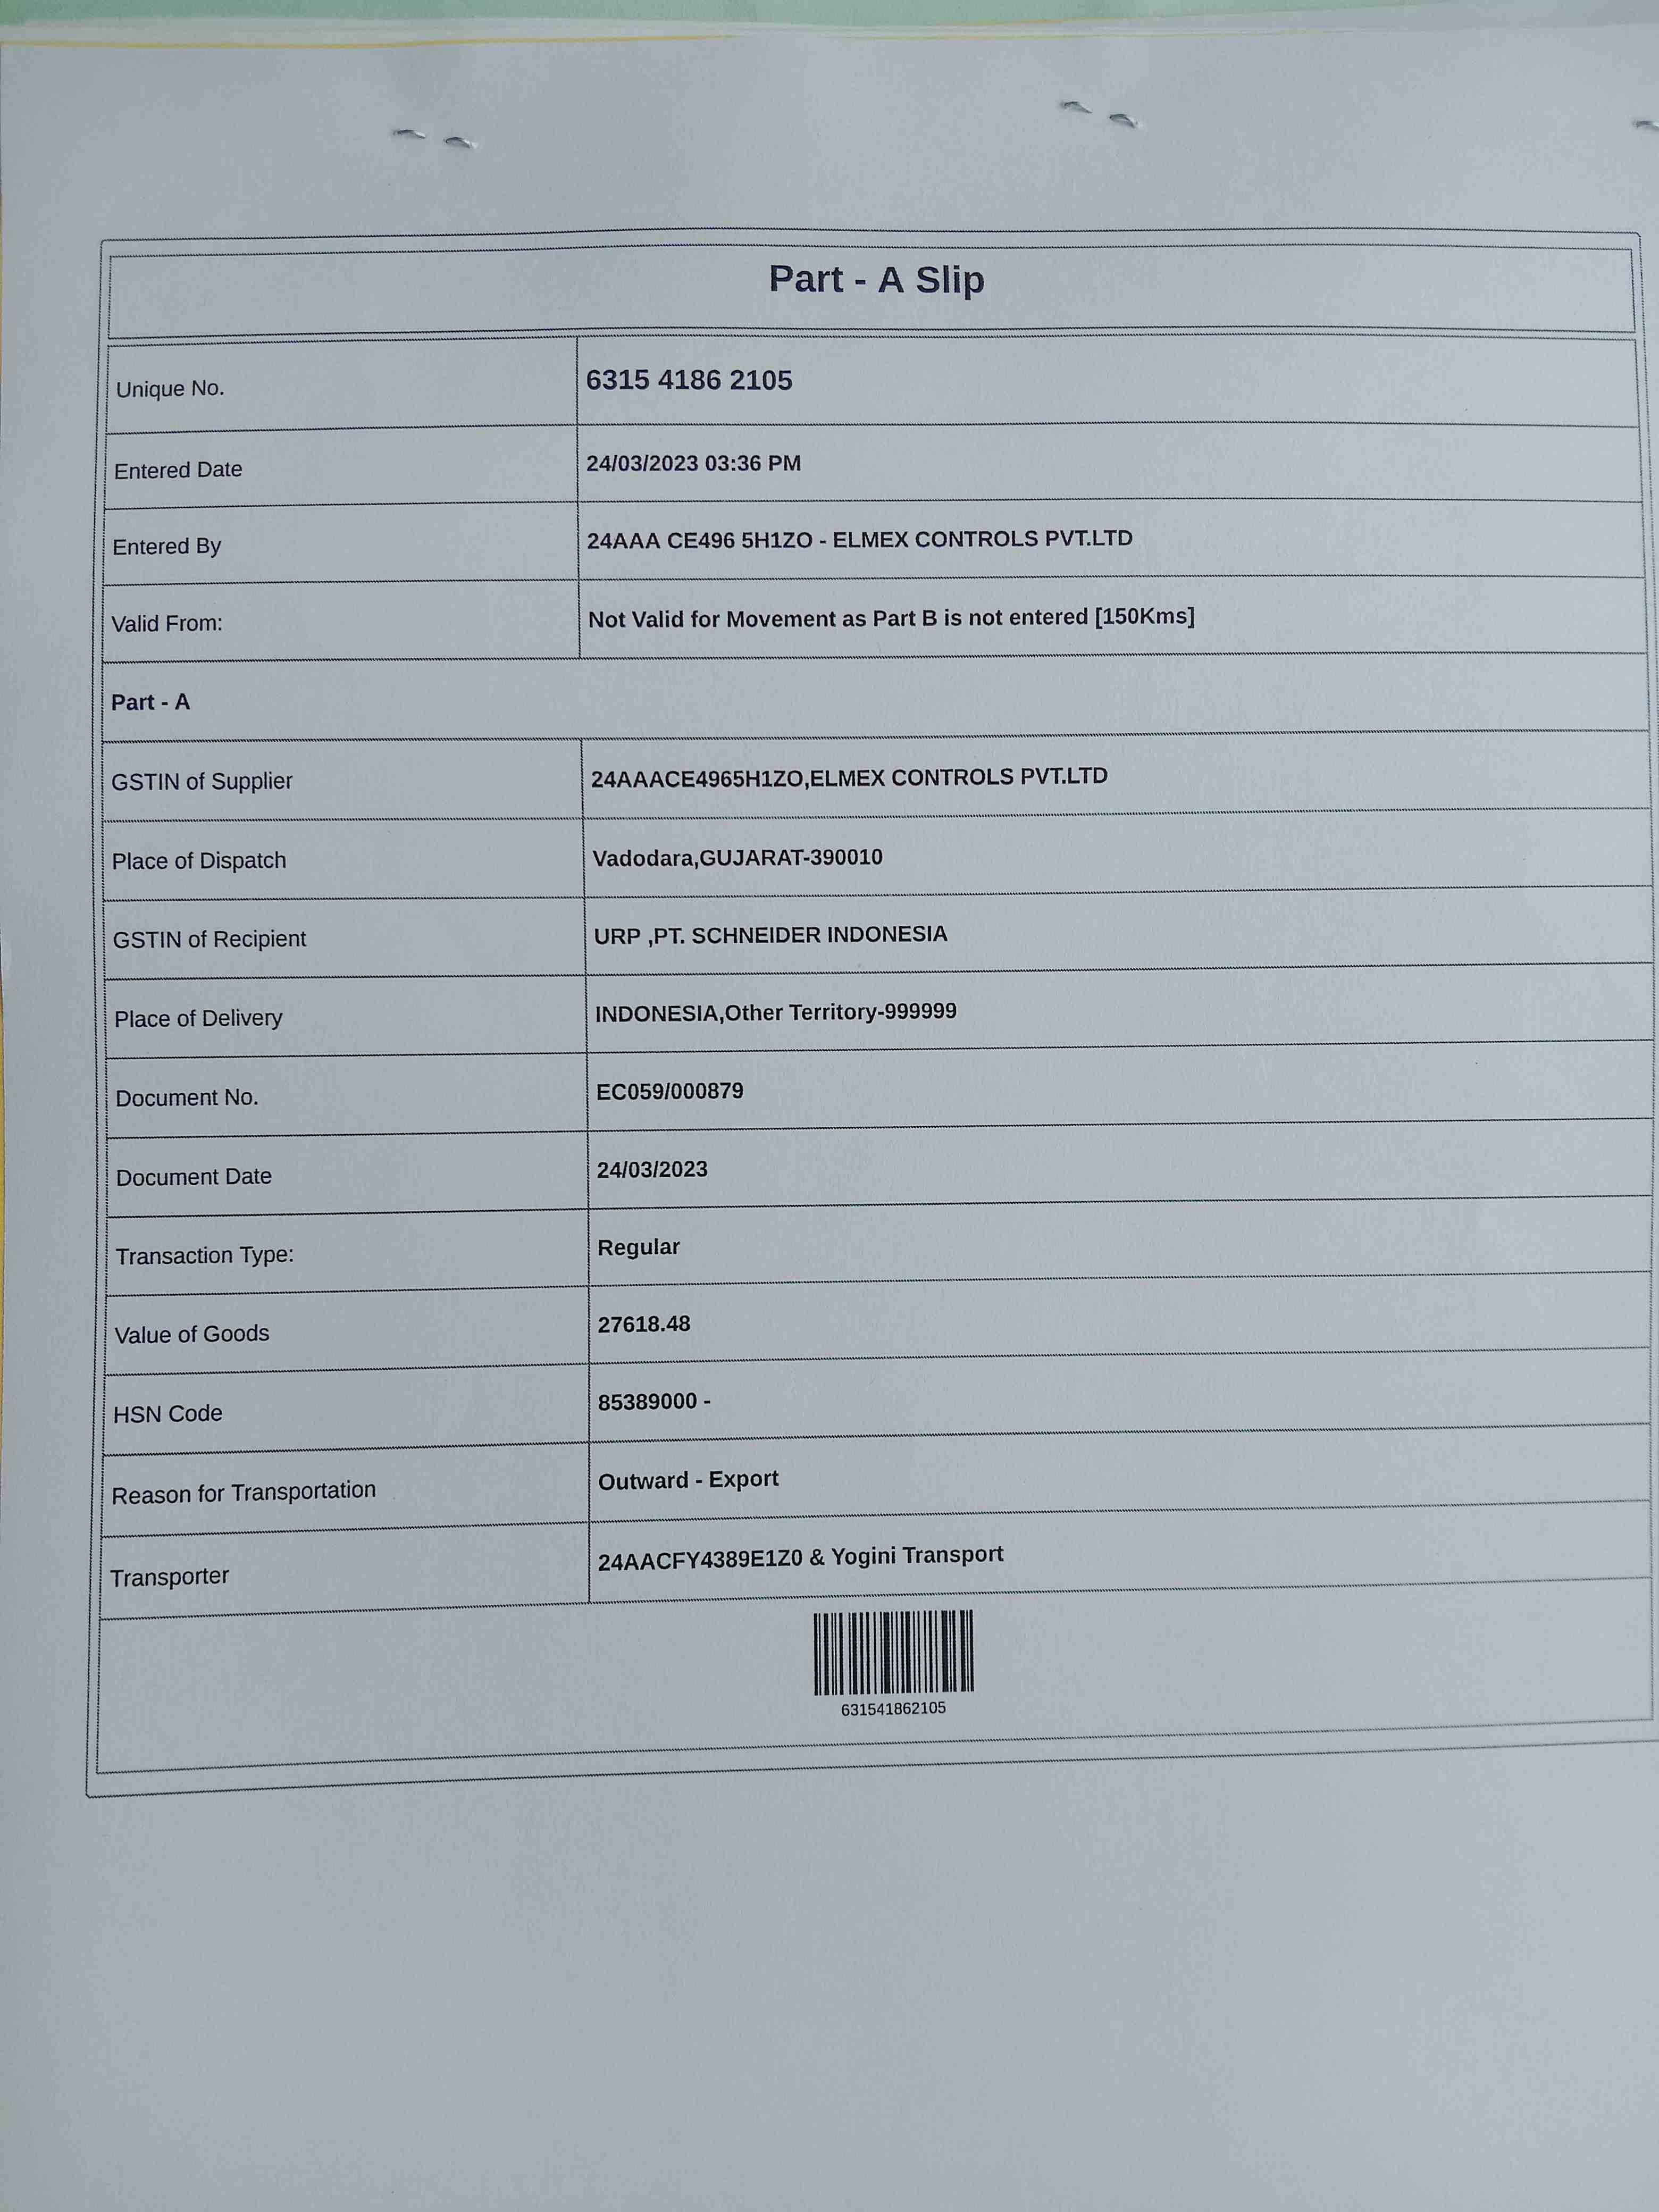 Part - A Slip
Unique No. 6315 4186 2105
Entered Date 24/03/2023 03:36 PM
Entered By 24AAA CE496 5H1ZO - ELMEX CONTROLS PVT.LTD
Valid From: Not Valid for Movement as Part B is not entered [150Kms]
Part - A
GSTIN of Supplier 24AAACE4965H1ZO,ELMEX CONTROLS PVT.LTD
Place of Dispatch Vadodara,GUJARAT-390010
GSTIN of Recipient URP ,PT. SCHNEIDER INDONESIA
Place of Delivery INDONESIA,Other Territory-999999
Document No. EC059/000879
Document Date 24/03/2023
Transaction Type: Regular
Value of Goods 27618.48
HSN Code 85389000 -
Reason for Transportation Outward - Export
Transporter 24AACFY4389E1Z0 & Yogini Transport
631541862105